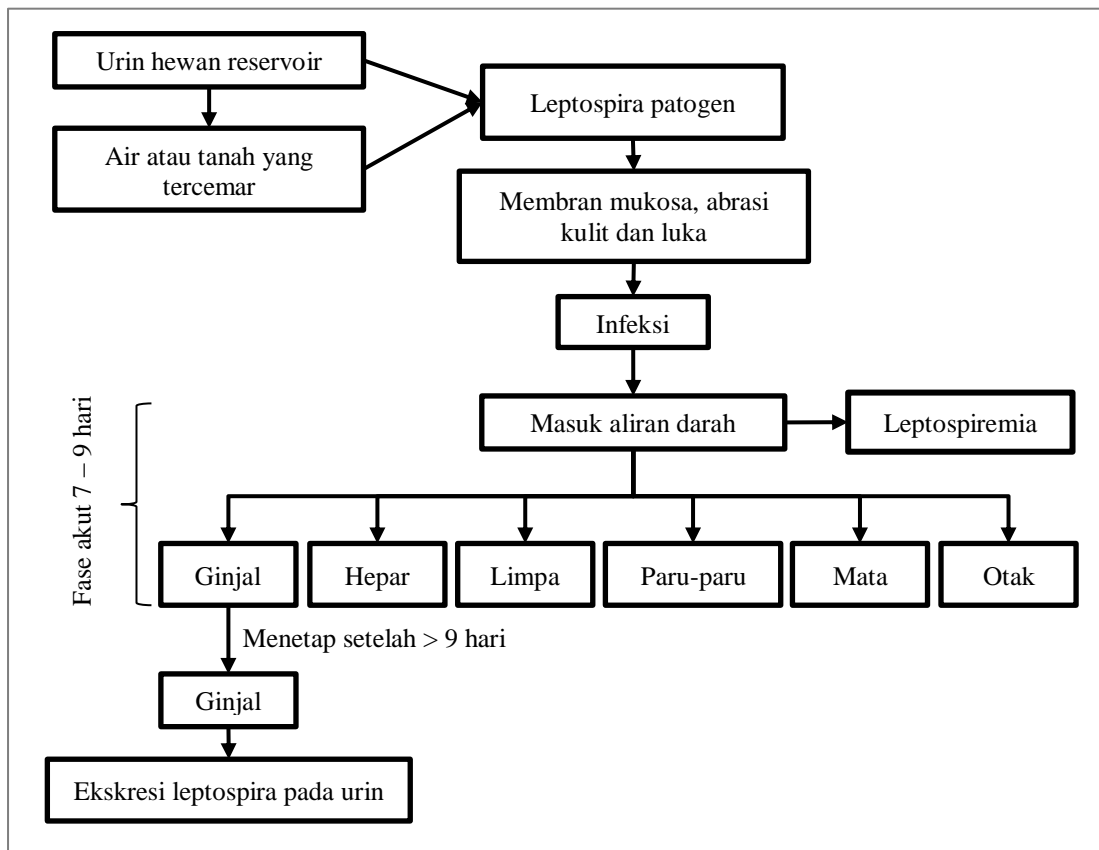 Urin hewan reservoir
Leptospira patogen
Air atau tanah yang
tercemar
Membran mukosa, abrasi
kulit dan luka
Infeksi
Masuk aliran darah
Leptospiremia
Fase akut 7 – 9 hari
Ginjal
Hepar
Limpa
Paru-paru
Mata
Otak
Menetap setelah > 9 hari
Ginjal
Ekskresi leptospira pada urin